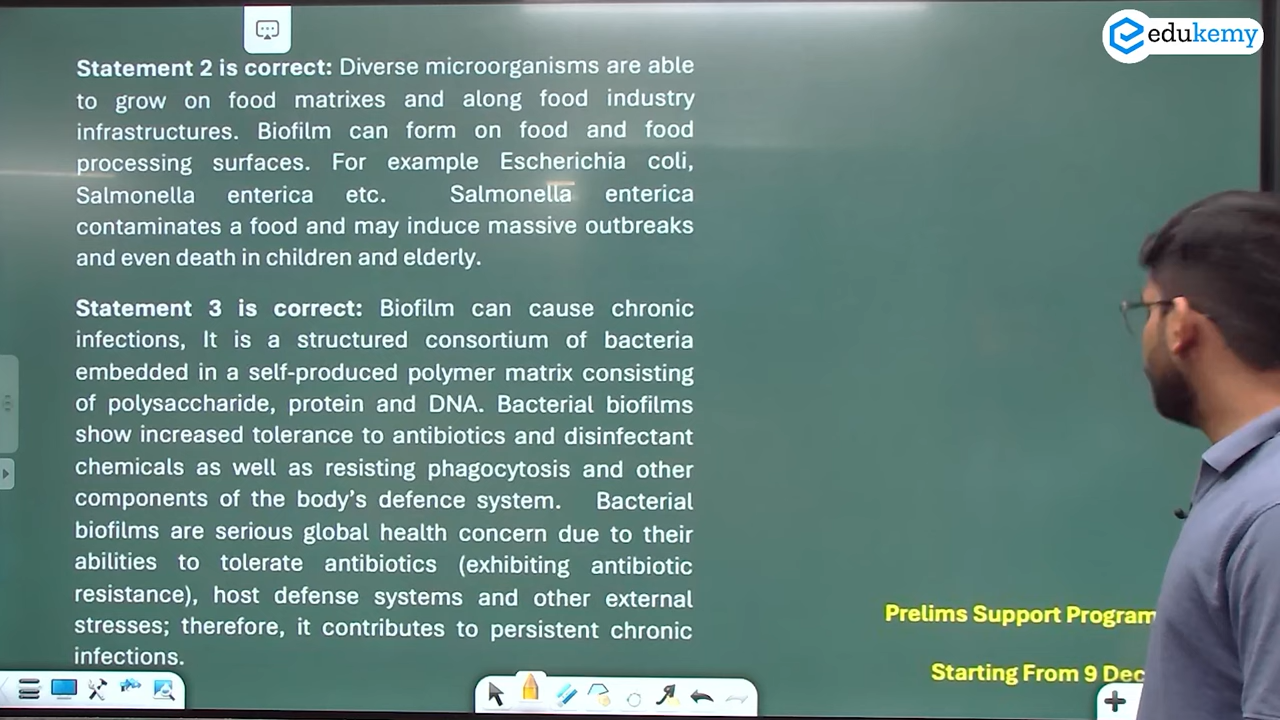 edukemy
Statement 2 is correct: Diverse microorganisms are able
to grow on food matrixes and along food industry
infrastructures. Biofilm can form on food and food
processing surfaces. For example Escherichia coli,
Salmonella enterica etc. Salmonella enterica
contaminates a food and may induce massive outbreaks
and even death in children and elderly.
Statement 3 is correct: Biofilm can cause chronic
infections, It is a structured consortium of bacteria
embedded in a self-produced polymer matrix consisting
of polysaccharide, protein and DNA. Bacterial biofilms
show increased tolerance to antibiotics and disinfectant
chemicals as well as resisting phagocytosis and other
components of the body's defence system. Bacterial
biofilms are serious global health concern due to their
abilities to tolerate antibiotics (exhibiting antibiotic
resistance), host defense systems and other external
stresses; therefore, it contributes to persistent chronic
infections.
Prelims Support Program
Starting From 9 Dec